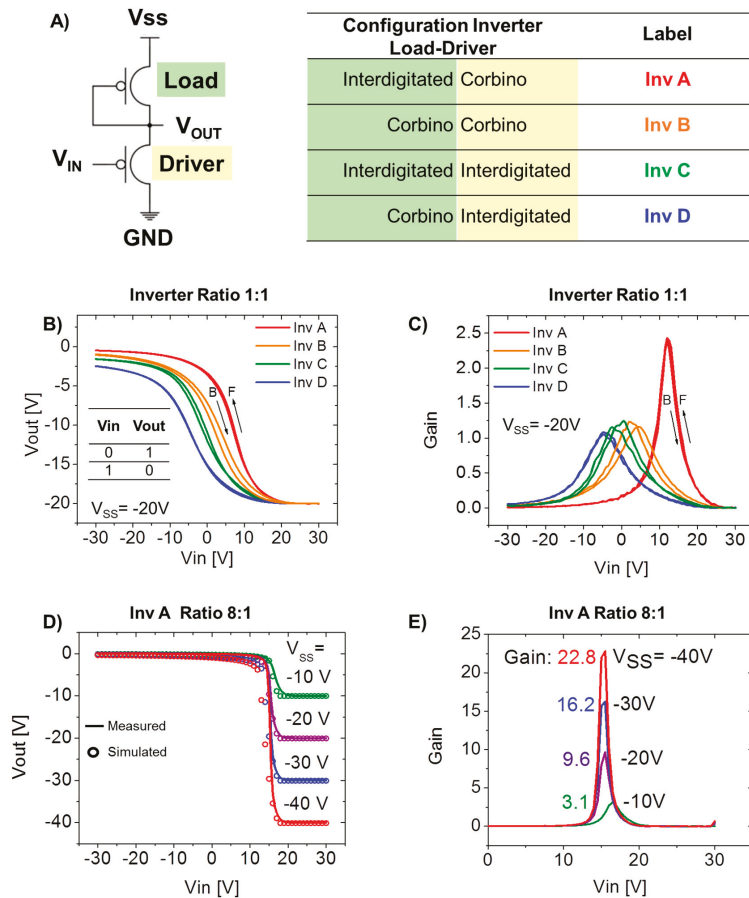 A)
Vss
Load
VOUT
VIN
Driver
GND
Configuration Inverter Load-Driver Label
Interdigitated Corbino Inv A
Corbino Corbino Inv B
Interdigitated Interdigitated Inv C
Corbino Interdigitated Inv D
Inverter Ratio 1:1
B)
Inv A
Inv B
Inv C
Inv D
B F
Vin Vout
0 1
1 0
VSS= -20V
0
-5
-10
-15
-20
Vout [V]
-30 -20 -10 0 10 20 30
Vin [V]
Inverter Ratio 1:1
C)
Inv A
Inv B
Inv C
Inv D
VSS= -20V
B F
2.5
2.0
1.5
1.0
0.5
0.0
Gain
-30 -20 -10 0 10 20 30
Vin [V]
D)
Inv A Ratio 8:1
VSS=
-10 V
-20 V
-30 V
-40 V
Measured
Simulated
0
-10
-20
-30
-40
Vout [V]
-30 -20 -10 0 10 20 30
Vin [V]
E)
Inv A Ratio 8:1
Gain: 22.8 VSS= -40V
16.2 -30V
9.6 -20V
3.1 -10V
25
20
15
10
5
0
Gain
0 10 20 30
Vin [V]